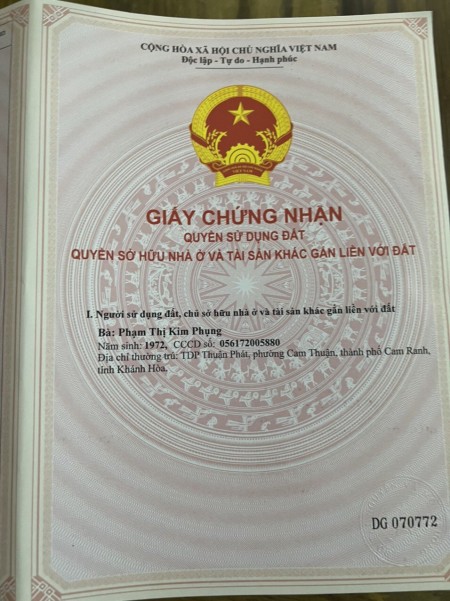 CỘNG HÒA XÃ HỘI CHỦ NGHĨA VIỆT NAM
Độc lập - Tự do - Hạnh phúc
VIỆT NAM
GIẤY CHỨNG NHẬN
QUYỀN SỬ DỤNG ĐẤT
QUYỀN SỞ HỮU NHÀ Ở VÀ TÀI SẢN KHÁC GẮN LIỀN VỚI ĐẤT
I. Người sử dụng đất, chủ sở hữu nhà ở và tài sản khác gắn liền với đất
Bà: Phạm Thị Kim Phụng
Năm sinh: 1972, CCCD số: 056172005880
Địa chỉ thường trú: TDP Thuận Phát, phường Cam Thuận, thành phố Cam Ranh,
tỉnh Khánh Hòa.
DG 070772